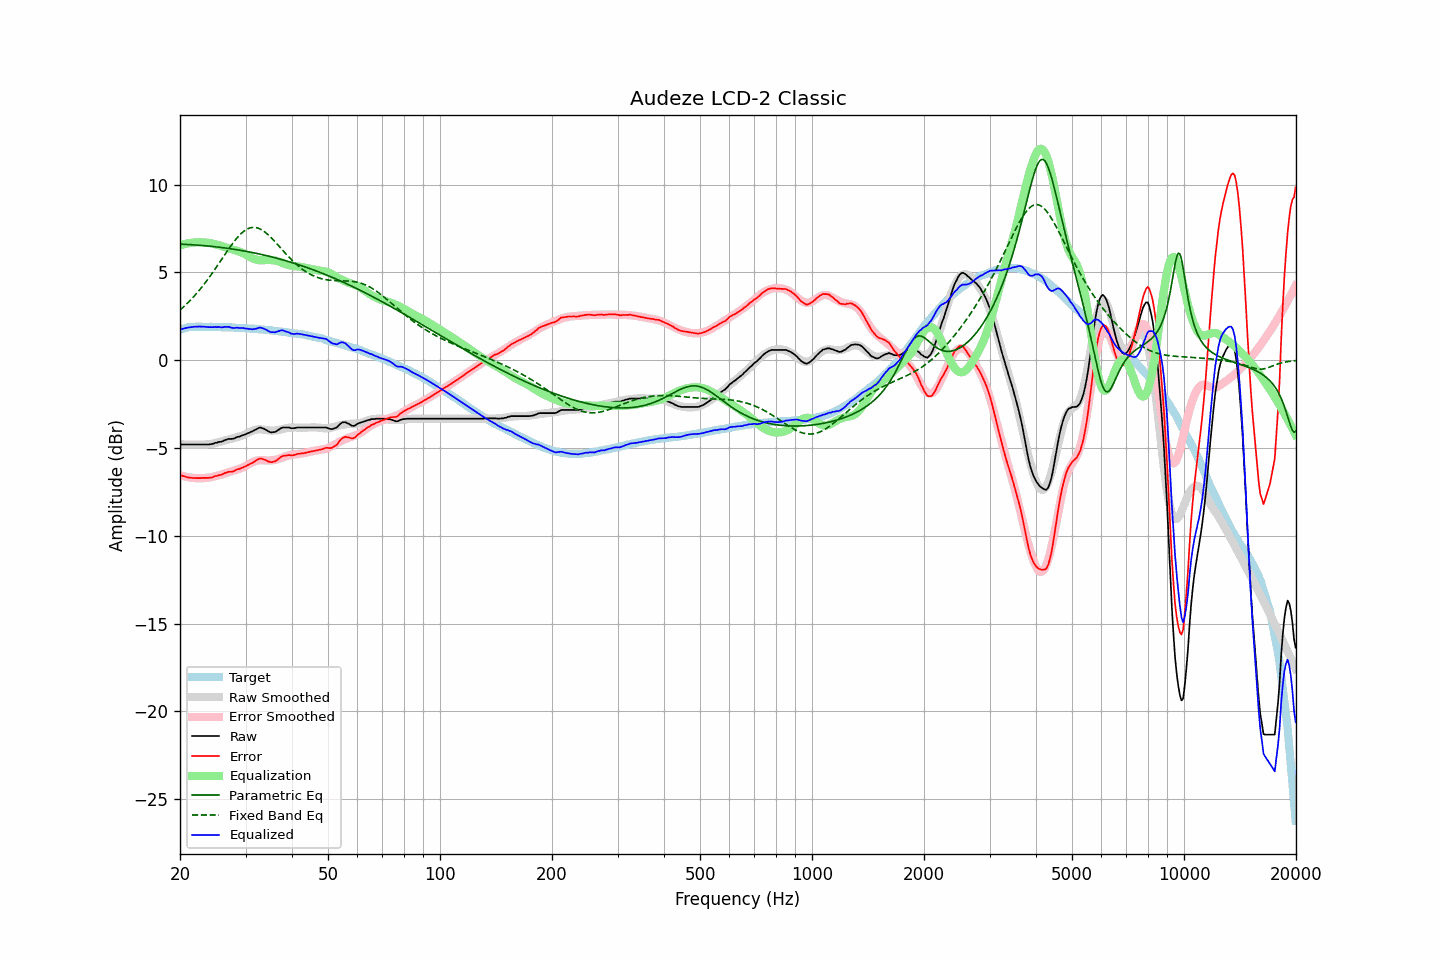 Audeze LCD-2 Classic
Amplitude (dBr)
10
5
0
−5
−10
−15
−20
−25
Target
Raw Smoothed
Error Smoothed
Raw
Error
Equalization
Parametric Eq
Fixed Band Eq
Equalized
20 50 100 200 500 1000 2000 5000 10000 20000
Frequency (Hz)